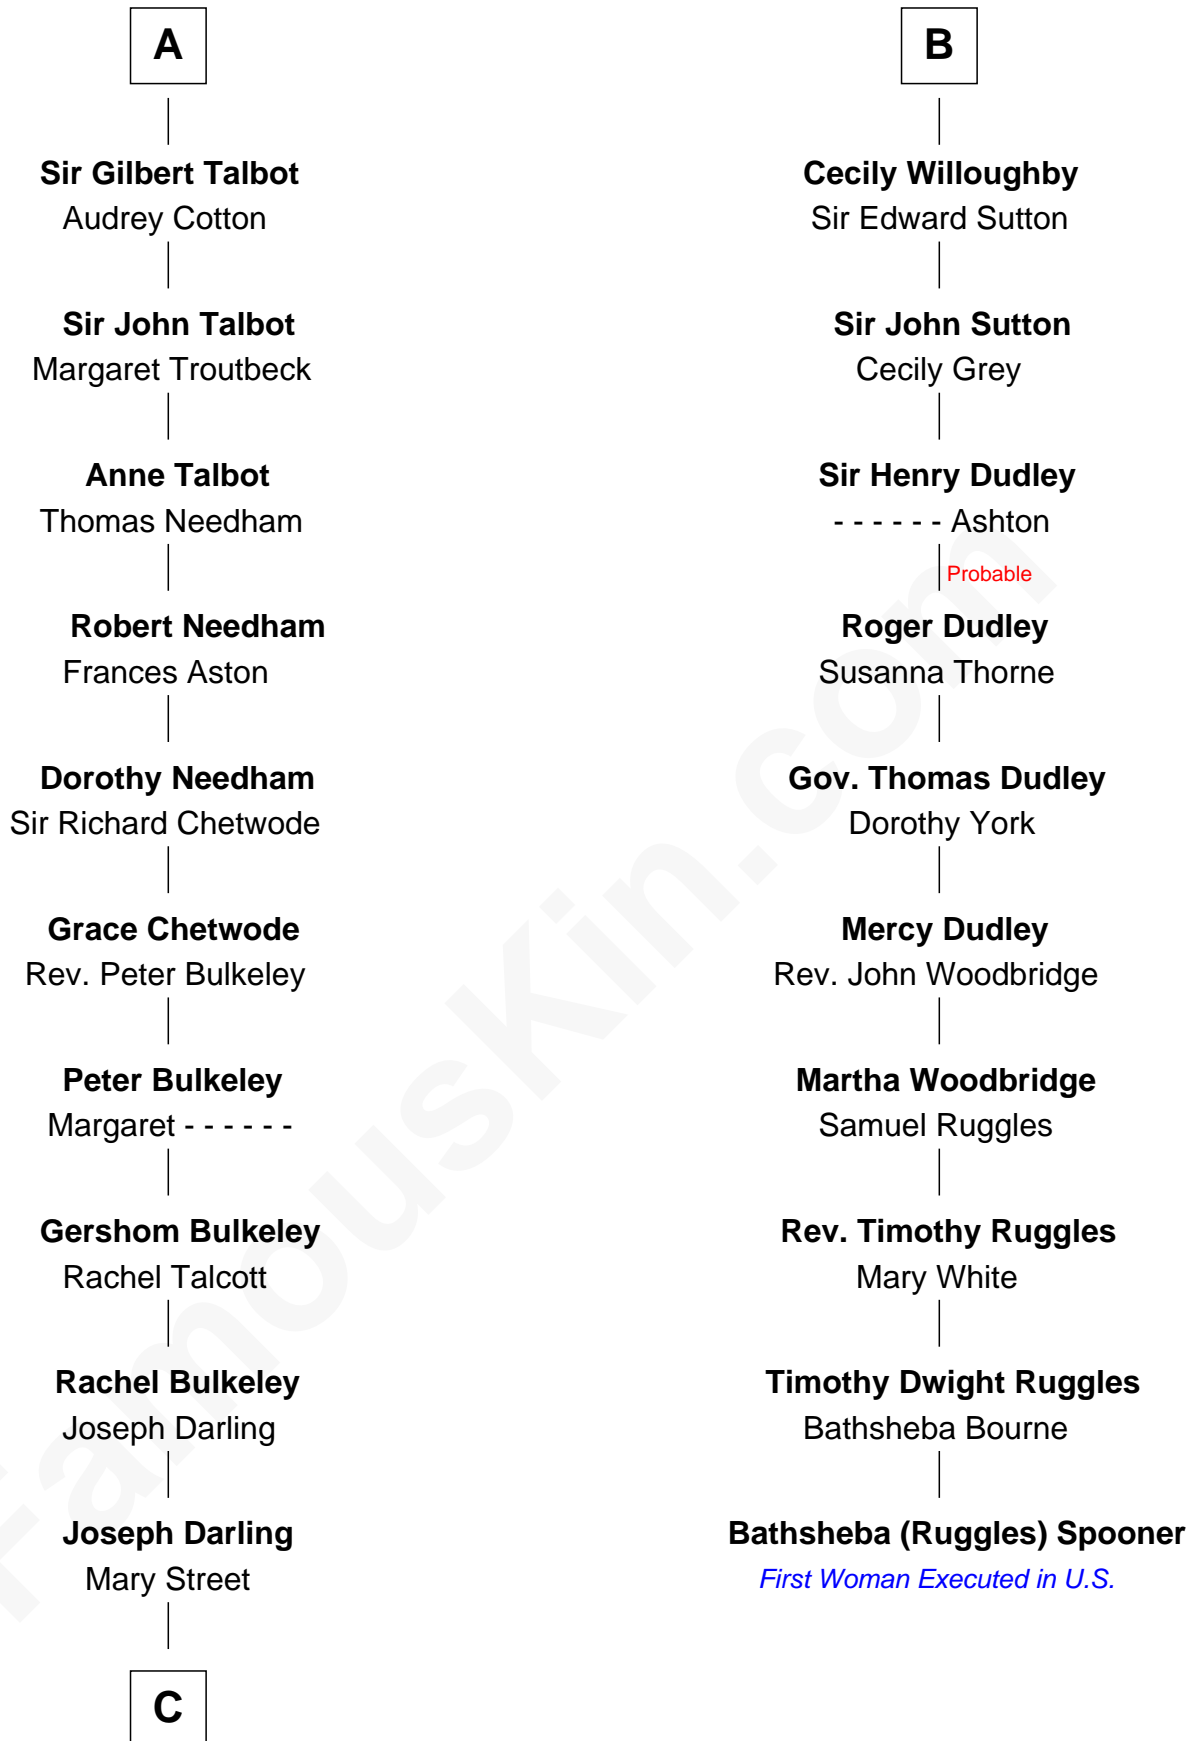 A
Sir Gilbert Talbot
Audrey Cotton
Sir John Talbot
Margaret Troutbeck
Anne Talbot
Thomas Needham
Robert Needham
Frances Aston
Dorothy Needham
Sir Richard Chetwode
Grace Chetwode
Rev. Peter Bulkeley
Peter Bulkeley
Margaret - - - - - -
Gershom Bulkeley
Rachel Talcott
Rachel Bulkeley
Joseph Darling
Joseph Darling
Mary Street
C
B
Cecily Willoughby
Sir Edward Sutton
Sir John Sutton
Cecily Grey
Sir Henry Dudley
- - - - - - Ashton
Probable
Roger Dudley
Susanna Thorne
Gov. Thomas Dudley
Dorothy York
Mercy Dudley
Rev. John Woodbridge
Martha Woodbridge
Samuel Ruggles
Rev. Timothy Ruggles
Mary White
Timothy Dwight Ruggles
Bathsheba Bourne
Bathsheba (Ruggles) Spooner
First Woman Executed in U.S.
FamousKin.com